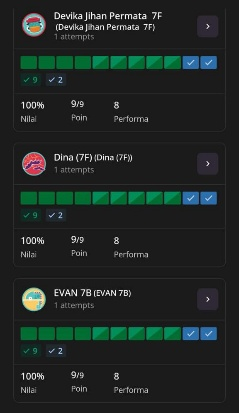 Devika Jihan Permata 7F
(Devika Jihan Permata 7F)
1 attempts
9 2
100% 9/9 8
Nilai Poin Performa
Dina (7F) (Dina (7F))
1 attempts
9 2
100% 9/9 8
Nilai Poin Performa
EVAN 7B (EVAN 7B)
1 attempts
9 2
100% 9/9 8
Nilai Poin Performa